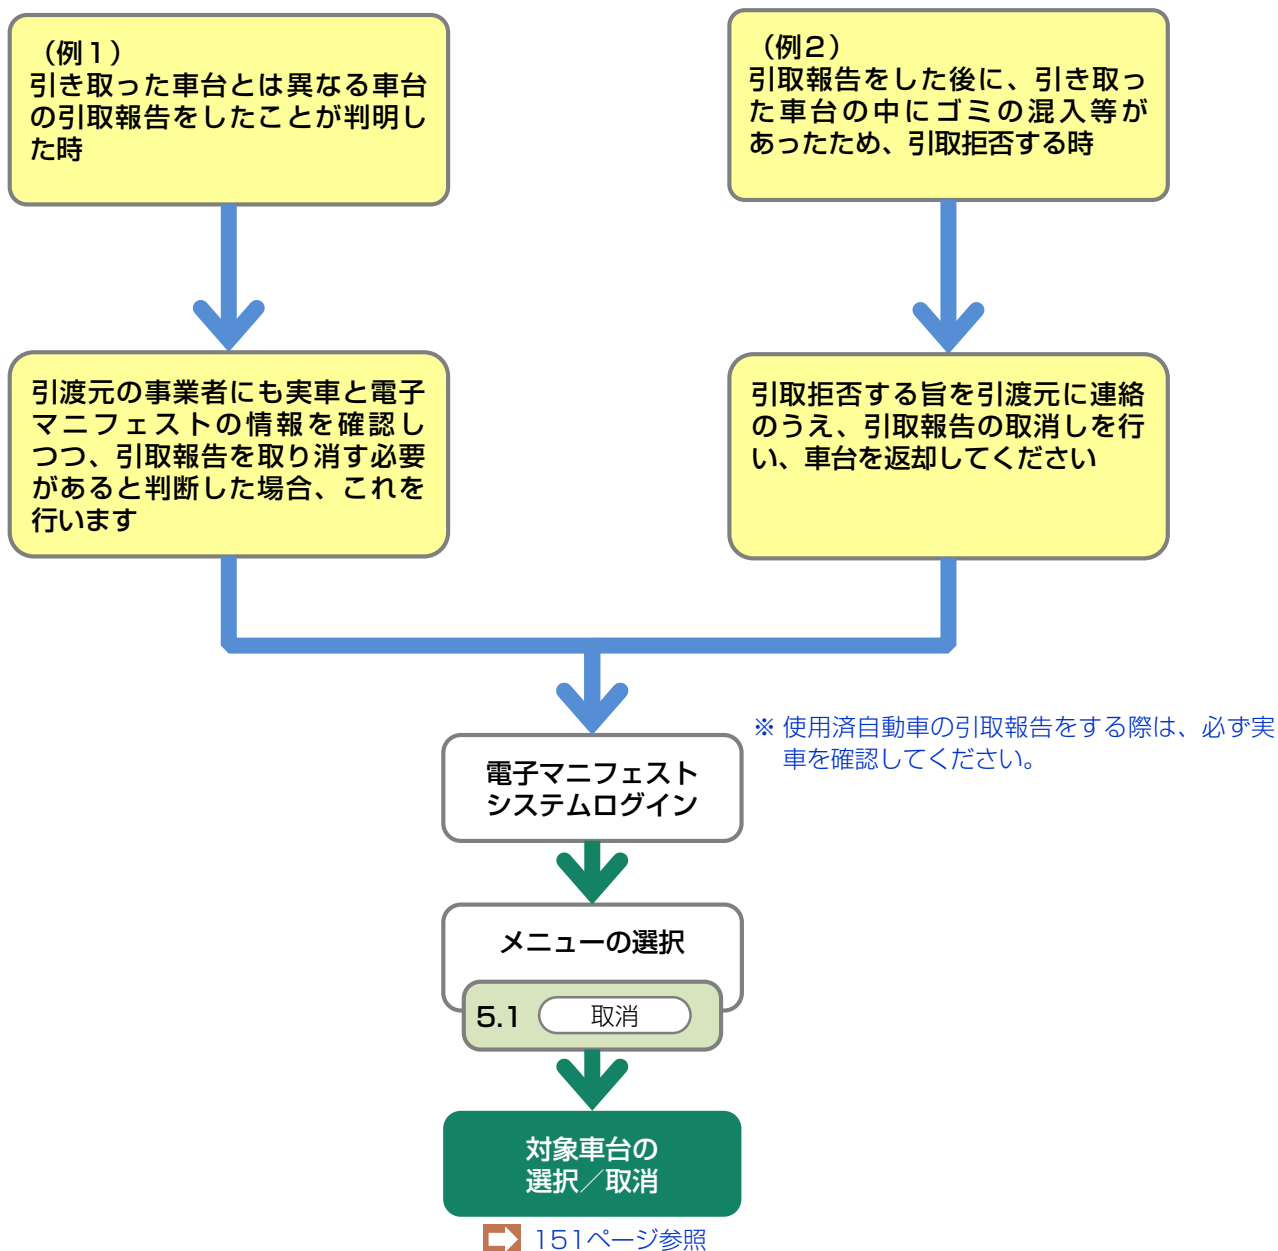 （例１）
引き取った車台とは異なる車台
の引取報告をしたことが判明し
た時
（例２）
引取報告をした後に、引き取っ
た車台の中にゴミの混入等が
あったため、引取拒否する時
引渡元の事業者にも実車と電子
マニフェストの情報を確認し
つつ、引取報告を取り消す必要
があると判断した場合、これを
行います
引取拒否する旨を引渡元に連絡
のうえ、引取報告の取消しを行
い、車台を返却してください
※ 使用済自動車の引取報告をする際は、必ず実
車を確認してください。
電子マニフェスト
システムログイン
メニューの選択
5.1 取消
対象車台の
選択／取消
151ページ参照